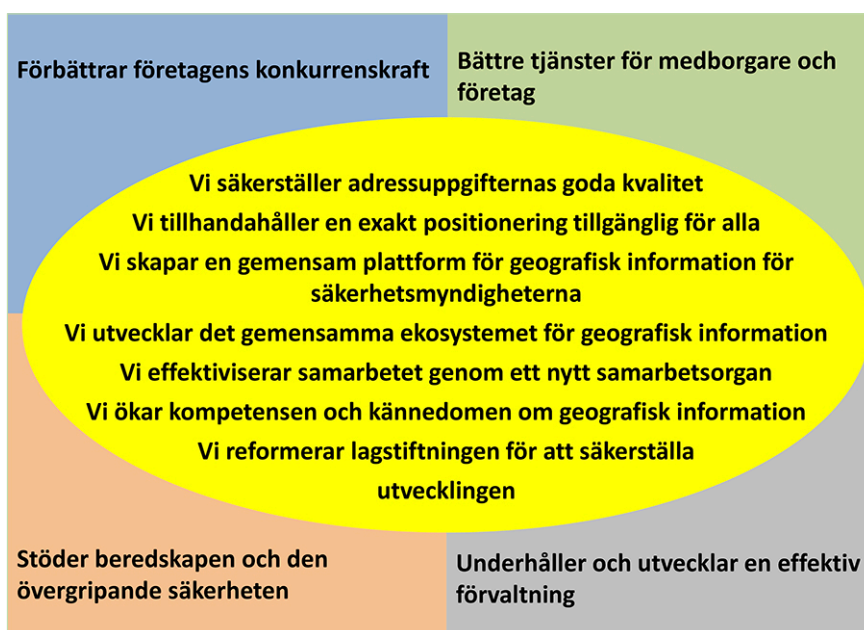 Förbättrar företagens konkurrenskraft
Bättre tjänster för medborgare och
företag
Vi säkerställer adressuppgifternas goda kvalitet
Vi tillhandahåller en exakt positionering tillgänglig för alla
Vi skapar en gemensam plattform för geografisk information för
säkerhetsmyndigheterna
Vi utvecklar det gemensamma ekosystemet för geografisk information
Vi effektiviserar samarbetet genom ett nytt samarbetsorgan
Vi ökar kompetensen och kännedomen om geografisk information
Vi reformerar lagstiftningen för att säkerställa
utvecklingen
Stöder beredskapen och den
övergripande säkerheten
Underhåller och utvecklar en effektiv
förvaltning